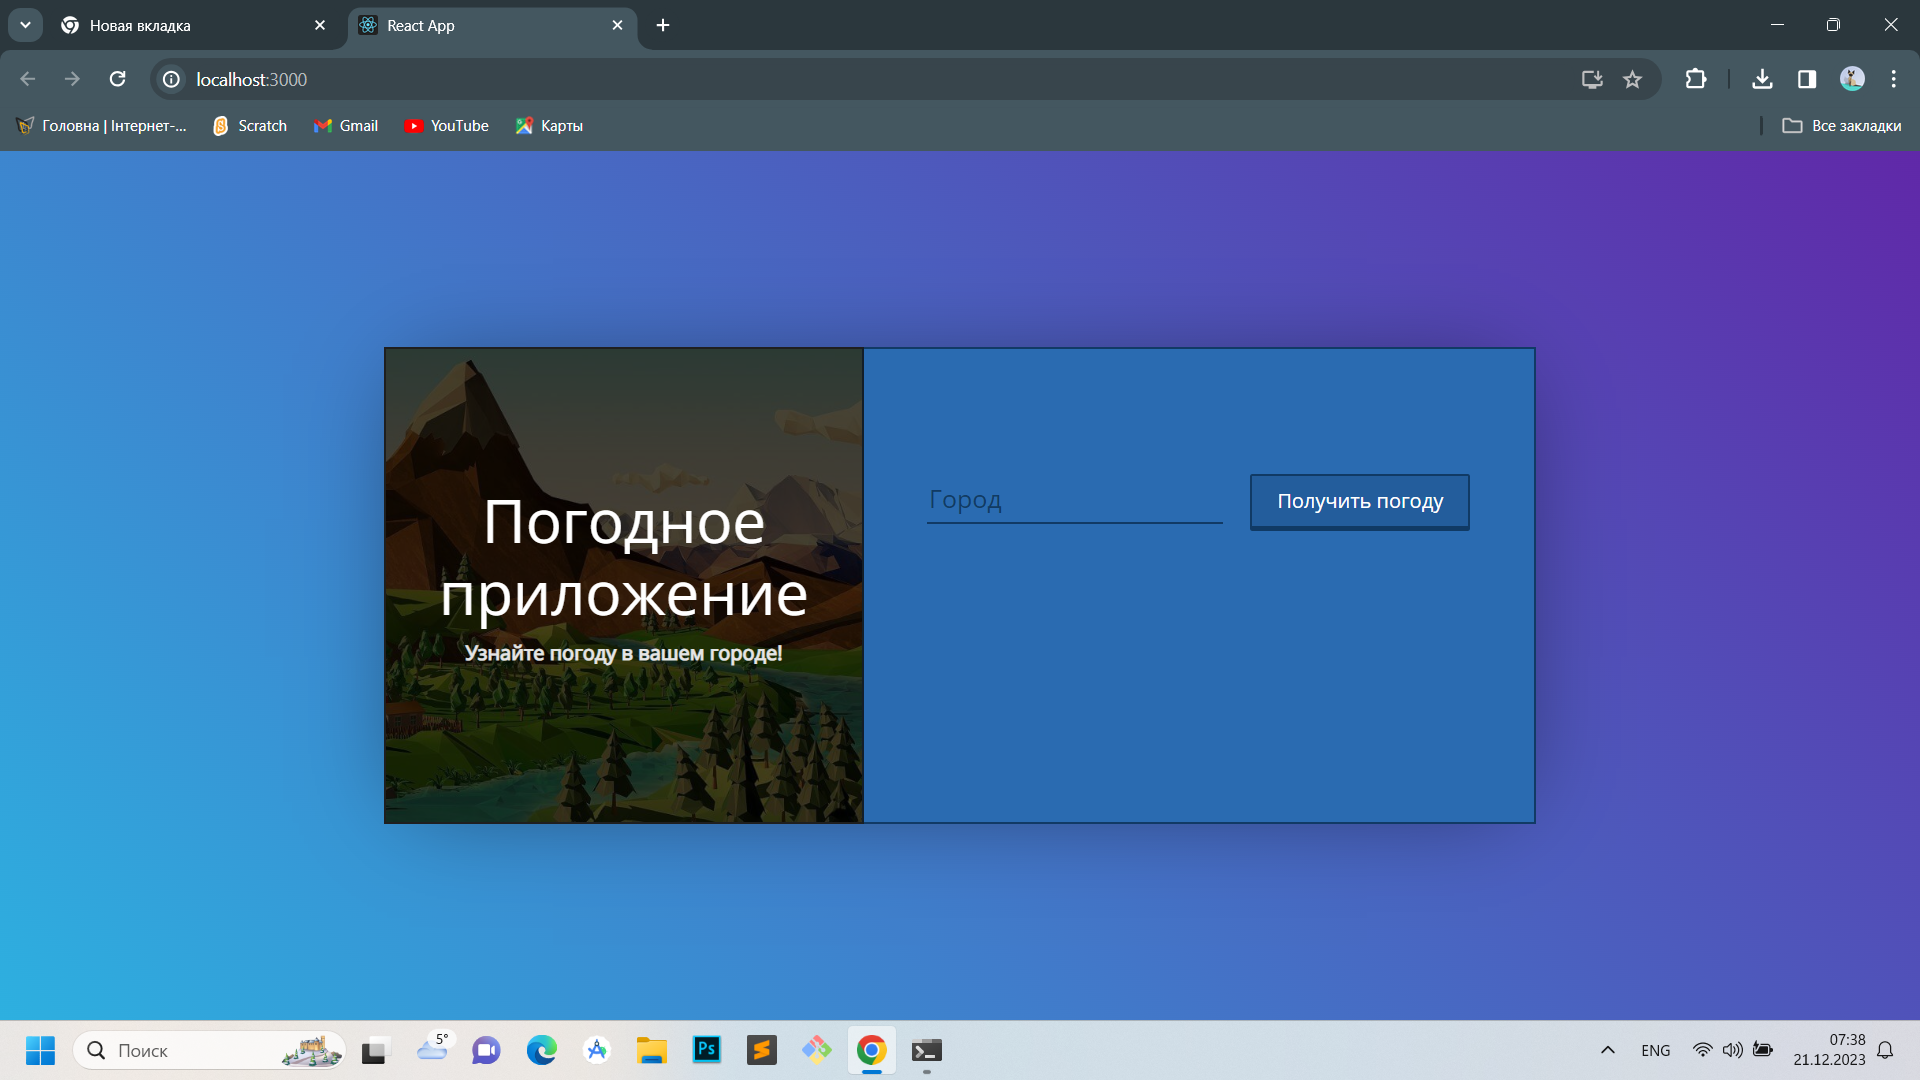 Новая вкладка
React App
localhost:3000
Головна | Інтернет-...
Scratch
Gmail
YouTube
Карты
Все закладки
Погодное
приложение
Узнайте погоду в вашем городе!
Город
Получить погоду
Поиск
5°
Ps
ENG
07:38
21.12.2023